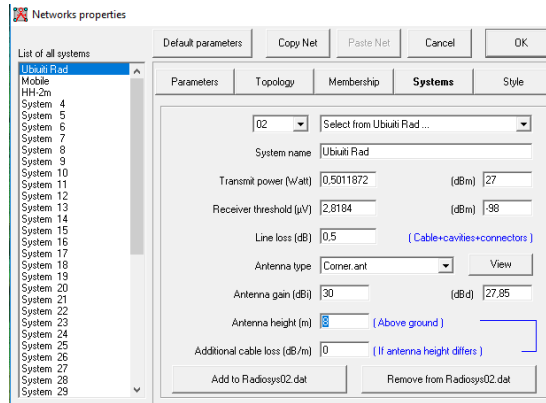 Networks properties
List of all systems
Default parameters Copy Net Paste Net Cancel OK
Parameters Topology Membership Systems Style
Ubiuiti Rad
Mobile
HH-2m
System 4
System 5
System 6
System 7
System 8
System 9
System 10
System 11
System 12
System 13
System 14
System 15
System 16
System 17
System 18
System 19
System 20
System 21
System 22
System 23
System 24
System 25
System 26
System 27
System 28
System 29
02 Select from Ubiuiti Rad ...
System name Ubiuiti Rad
Transmit power (Watt) 0,5011872 (dBm) 27
Receiver threshold (µV) 2,8184 (dBm) -98
Line loss (dB) 0,5 ( Cable+cavities+connectors )
Antenna type Corner.ant View
Antenna gain (dBi) 30 (dBd) 27,85
Antenna height (m) 8 ( Above ground )
Additional cable loss (dB/m) 0 ( If antenna height differs )
Add to Radiosys02.dat Remove from Radiosys02.dat